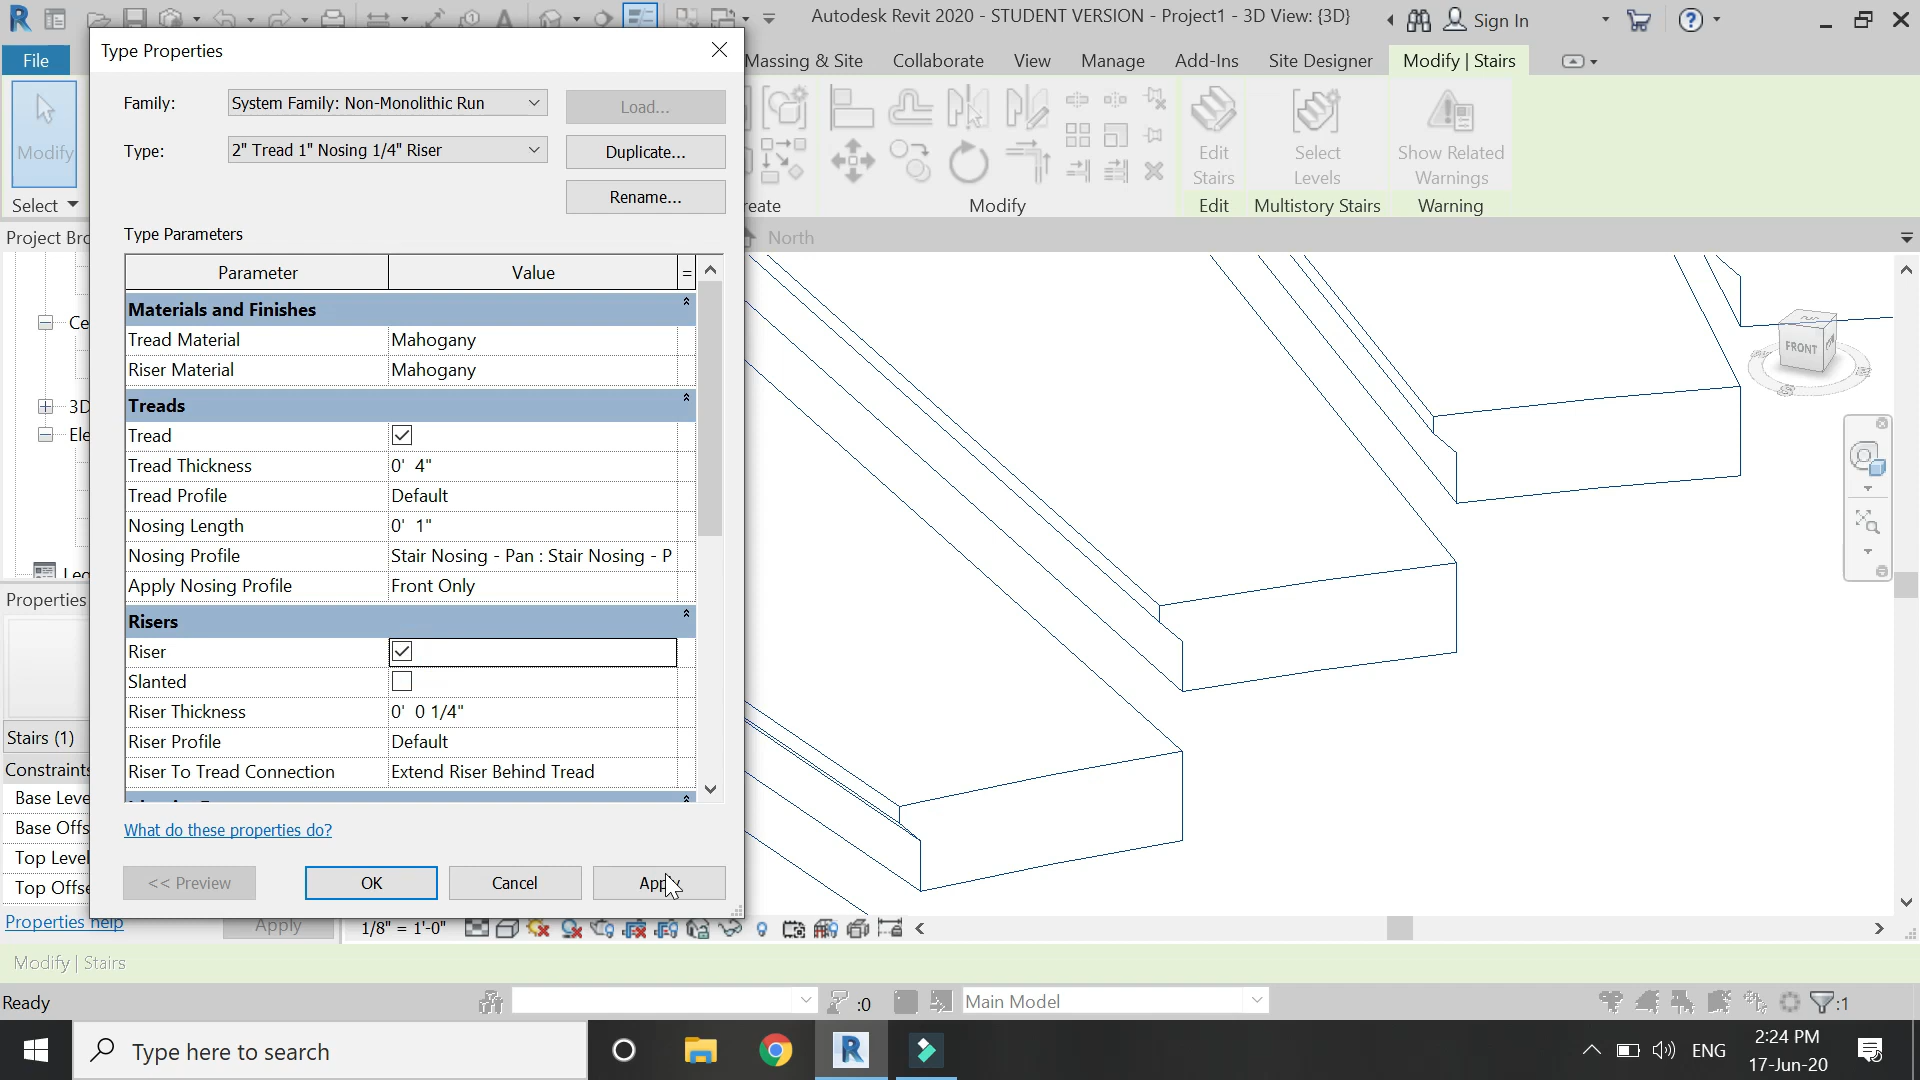 Autodesk Revit 2020 - STUDENT VERSION - Project1 - 3D View: {3D}
Sign In
Type Properties
File
Massing & Site
Collaborate
View
Manage
Add-Ins
Site Designer
Modify | Stairs
Family:
System Family: Non-Monolithic Run
Load...
Type:
2" Tread 1" Nosing 1/4" Riser
Duplicate...
Rename...
Modify
Select
Edit Stairs
Select Levels
Show Related Warnings
eate
Modify
Edit
Multistory Stairs
Warning
Project Bro
North
Type Parameters
Parameter
Value
=
Materials and Finishes
Tread Material
Mahogany
Riser Material
Mahogany
Treads
Tread
Tread Thickness
0' 4"
Tread Profile
Default
Nosing Length
0' 1"
Nosing Profile
Stair Nosing - Pan : Stair Nosing - P
Apply Nosing Profile
Front Only
Risers
Riser
Slanted
Riser Thickness
0' 0 1/4"
Riser Profile
Default
Riser To Tread Connection
Extend Riser Behind Tread
What do these properties do?
<< Preview
OK
Cancel
Apply
Ce
3D
Ele
Leg
Properties
Stairs (1)
Constraints
Base Leve
Base Offs
Top Level
Top Offse
Properties help
Apply
FRONT
1/8" = 1'-0"
Modify | Stairs
Ready
:0
Main Model
:1
Type here to search
ENG
2:24 PM
17-Jun-20